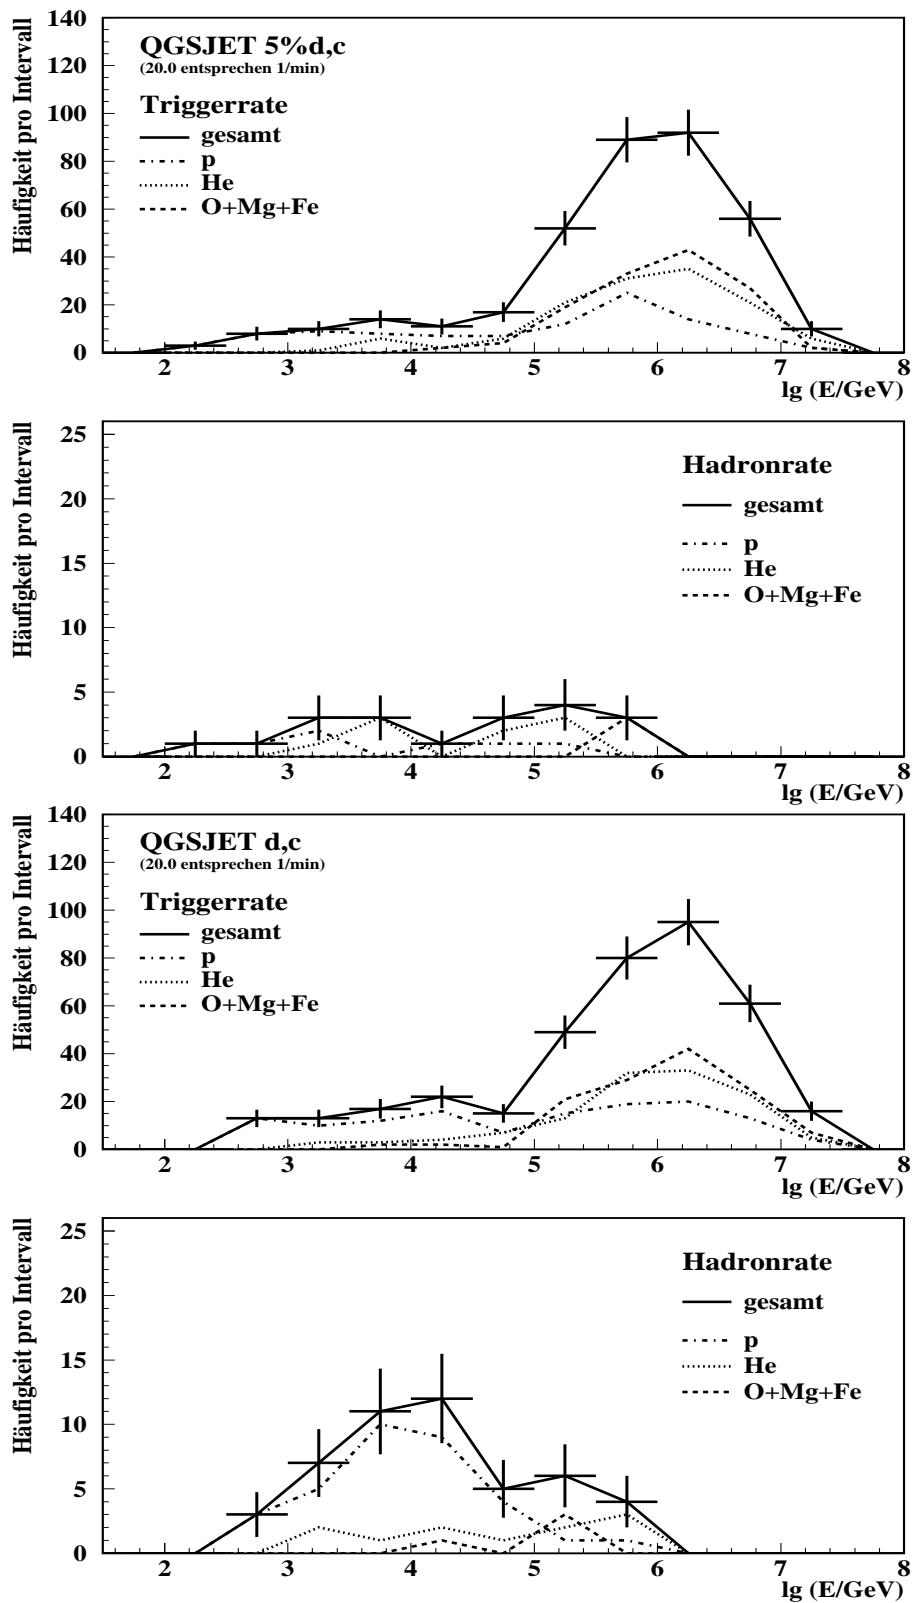 Häufigkeit pro Intervall
140
120
100
80
60
40
20
0
QGSJET 5%d,c
(20.0 entsprechen 1/min)
Triggerrate
gesamt
p
He
O+Mg+Fe
2 3 4 5 6 7 8
lg (E/GeV)
Häufigkeit pro Intervall
25
20
15
10
5
0
Hadronrate
gesamt
p
He
O+Mg+Fe
2 3 4 5 6 7 8
lg (E/GeV)
Häufigkeit pro Intervall
140
120
100
80
60
40
20
0
QGSJET d,c
(20.0 entsprechen 1/min)
Triggerrate
gesamt
p
He
O+Mg+Fe
2 3 4 5 6 7 8
lg (E/GeV)
Häufigkeit pro Intervall
25
20
15
10
5
0
Hadronrate
gesamt
p
He
O+Mg+Fe
2 3 4 5 6 7 8
lg (E/GeV)